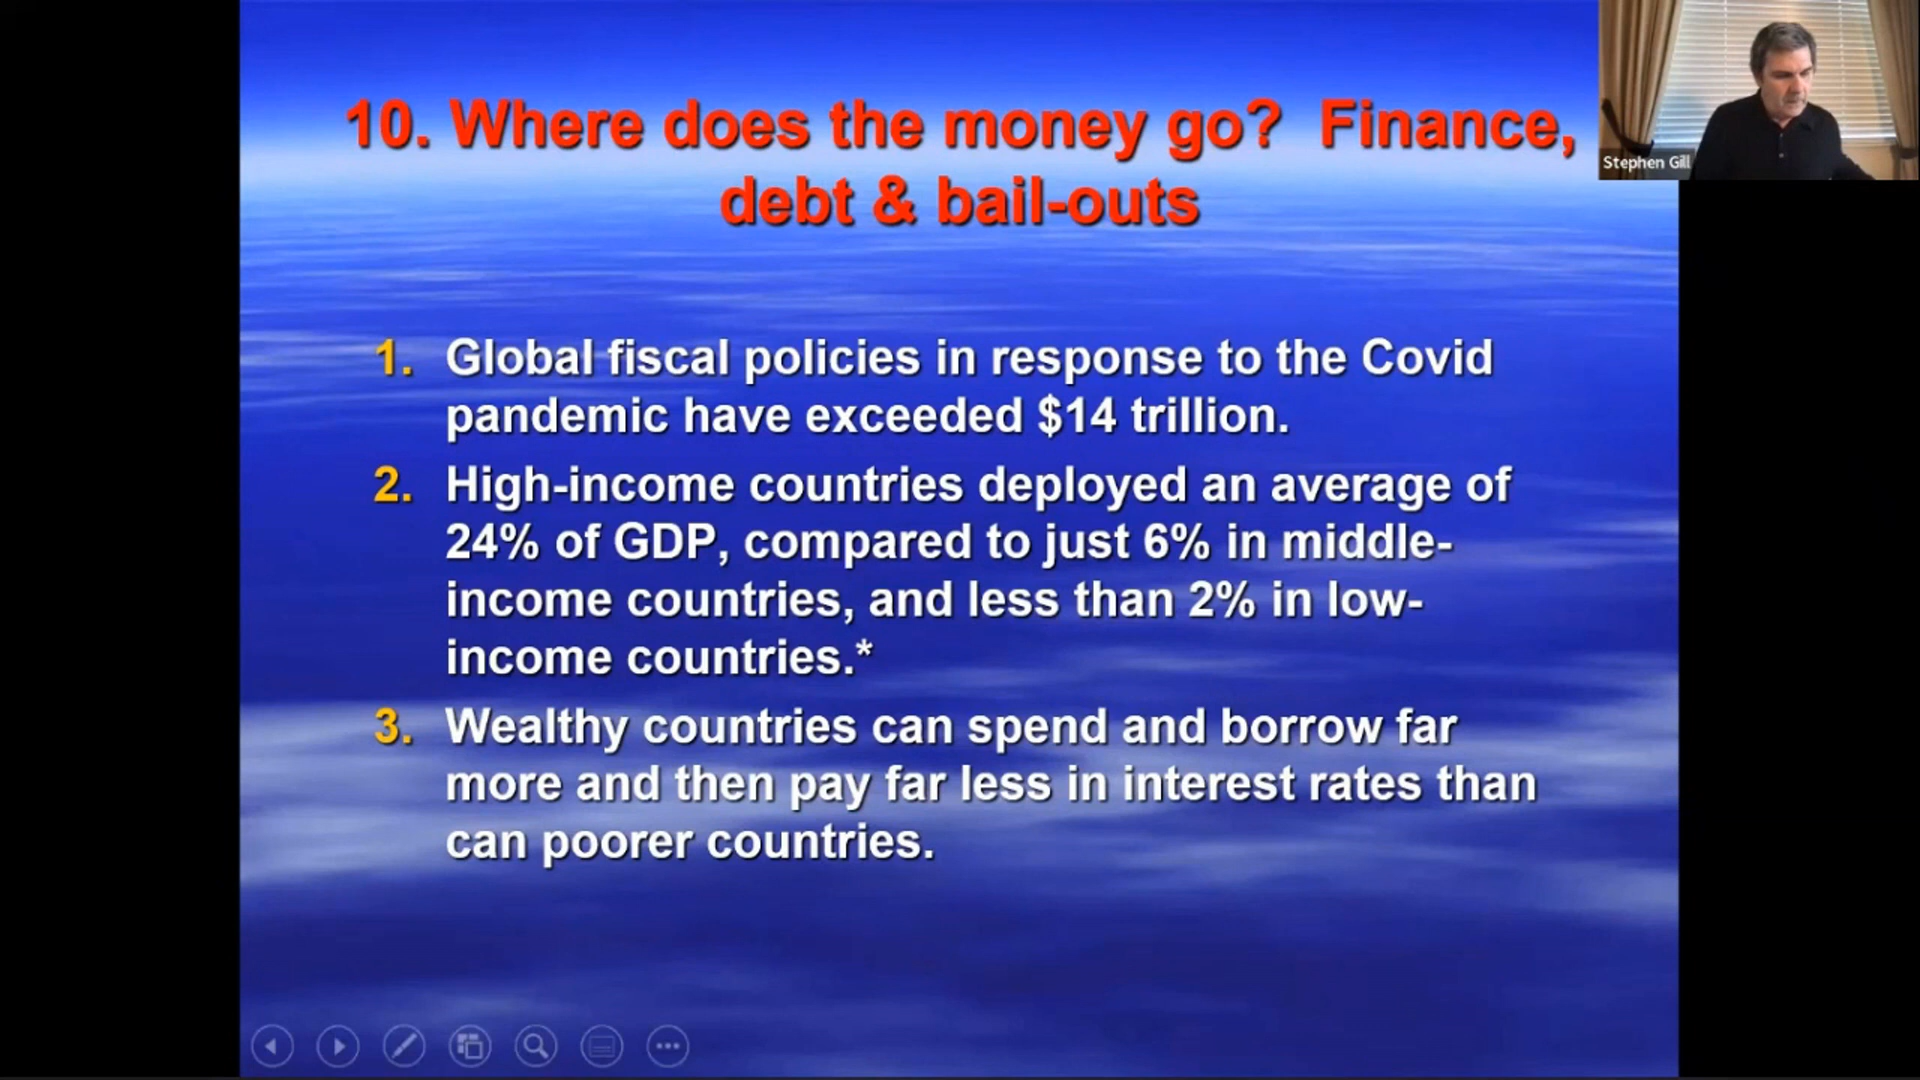 10. Where does the money go? Finance,
debt & bail-outs
Stephen Gill
1. Global fiscal policies in response to the Covid
pandemic have exceeded $14 trillion.
2. High-income countries deployed an average of
24% of GDP, compared to just 6% in middle-
income countries, and less than 2% in low-
income countries.*
3. Wealthy countries can spend and borrow far
more and then pay far less in interest rates than
can poorer countries.